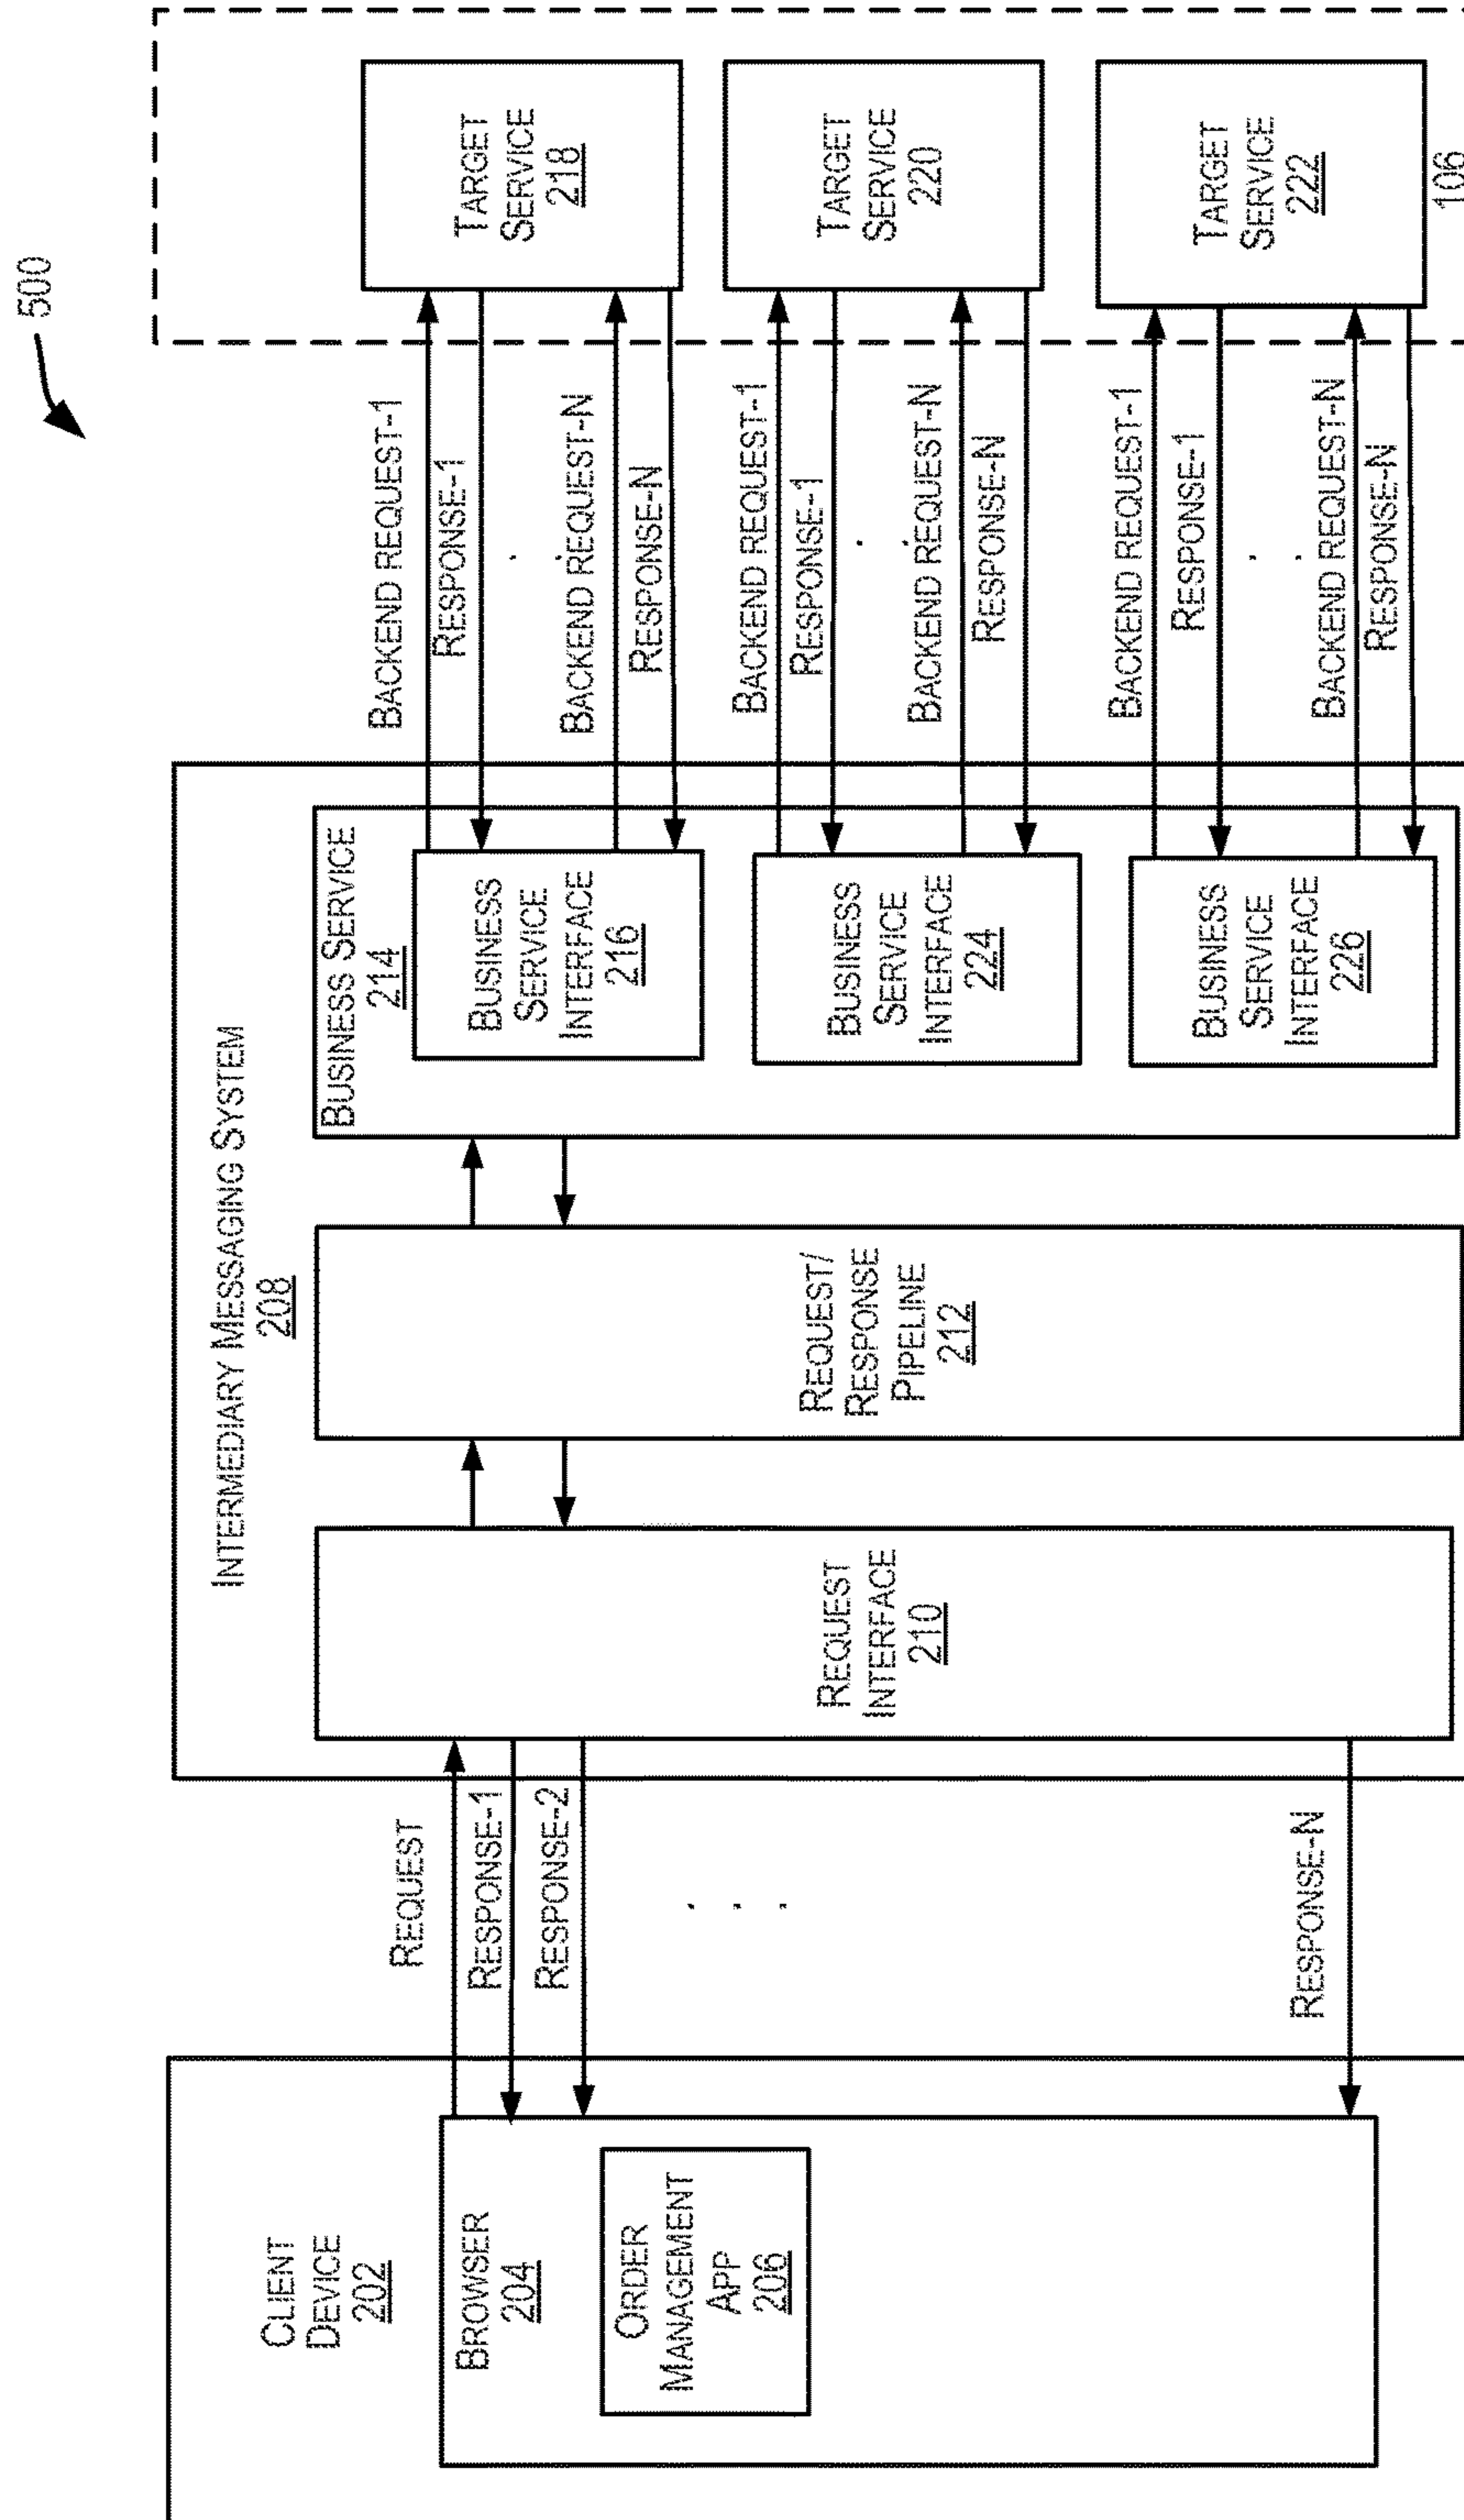 500
CLIENT
DEVICE
202
BROWSER
204
ORDER
MANAGEMENT
APP
206
REQUEST
RESPONSE-1
RESPONSE-2
. . .
RESPONSE-N
INTERMEDIARY MESSAGING SYSTEM
208
REQUEST
INTERFACE
210
REQUEST/
RESPONSE
PIPELINE
212
BUSINESS SERVICE
214
BUSINESS
SERVICE
INTERFACE
216
BUSINESS
SERVICE
INTERFACE
224
BUSINESS
SERVICE
INTERFACE
226
BACKEND REQUEST-1
RESPONSE-1
. .
BACKEND REQUEST-N
RESPONSE-N
BACKEND REQUEST-1
RESPONSE-1
. .
BACKEND REQUEST-N
RESPONSE-N
BACKEND REQUEST-1
RESPONSE-1
. .
BACKEND REQUEST-N
RESPONSE-N
TARGET
SERVICE
218
TARGET
SERVICE
220
TARGET
SERVICE
222
106